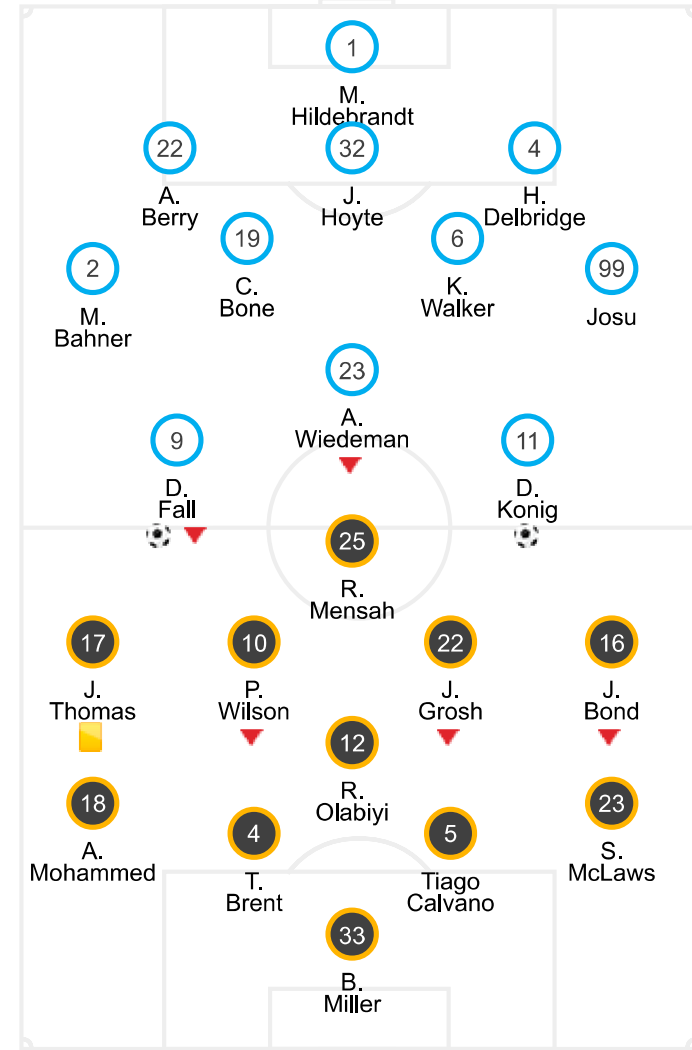 1
M.
Hildebrandt
22
32
4
A.
Berry
J.
Hoyte
H.
Delbridge
19
6
2
99
C.
Bone
K.
Walker
M.
Bahner
Josu
23
A.
Wiedeman
9
11
D.
Fall
D.
Konig
25
R.
Mensah
17
10
22
16
J.
Thomas
P.
Wilson
J.
Grosh
J.
Bond
12
R.
Olabiyi
18
4
5
23
A.
Mohammed
T.
Brent
Tiago
Calvano
S.
McLaws
33
B.
Miller